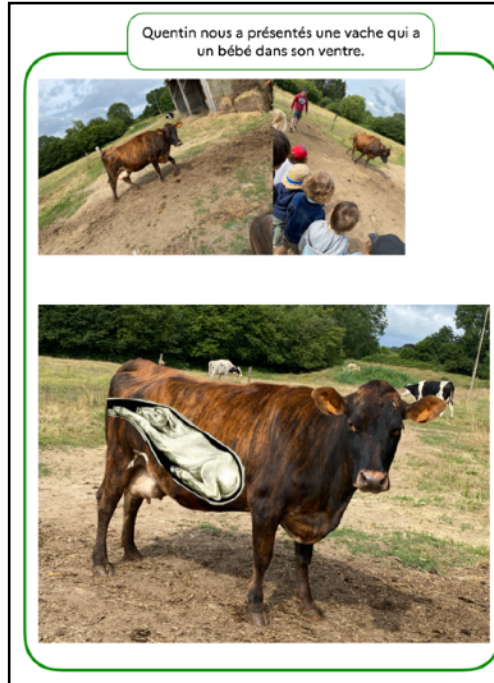 Quentin nous a présentés une vache qui a
un bébé dans son ventre.